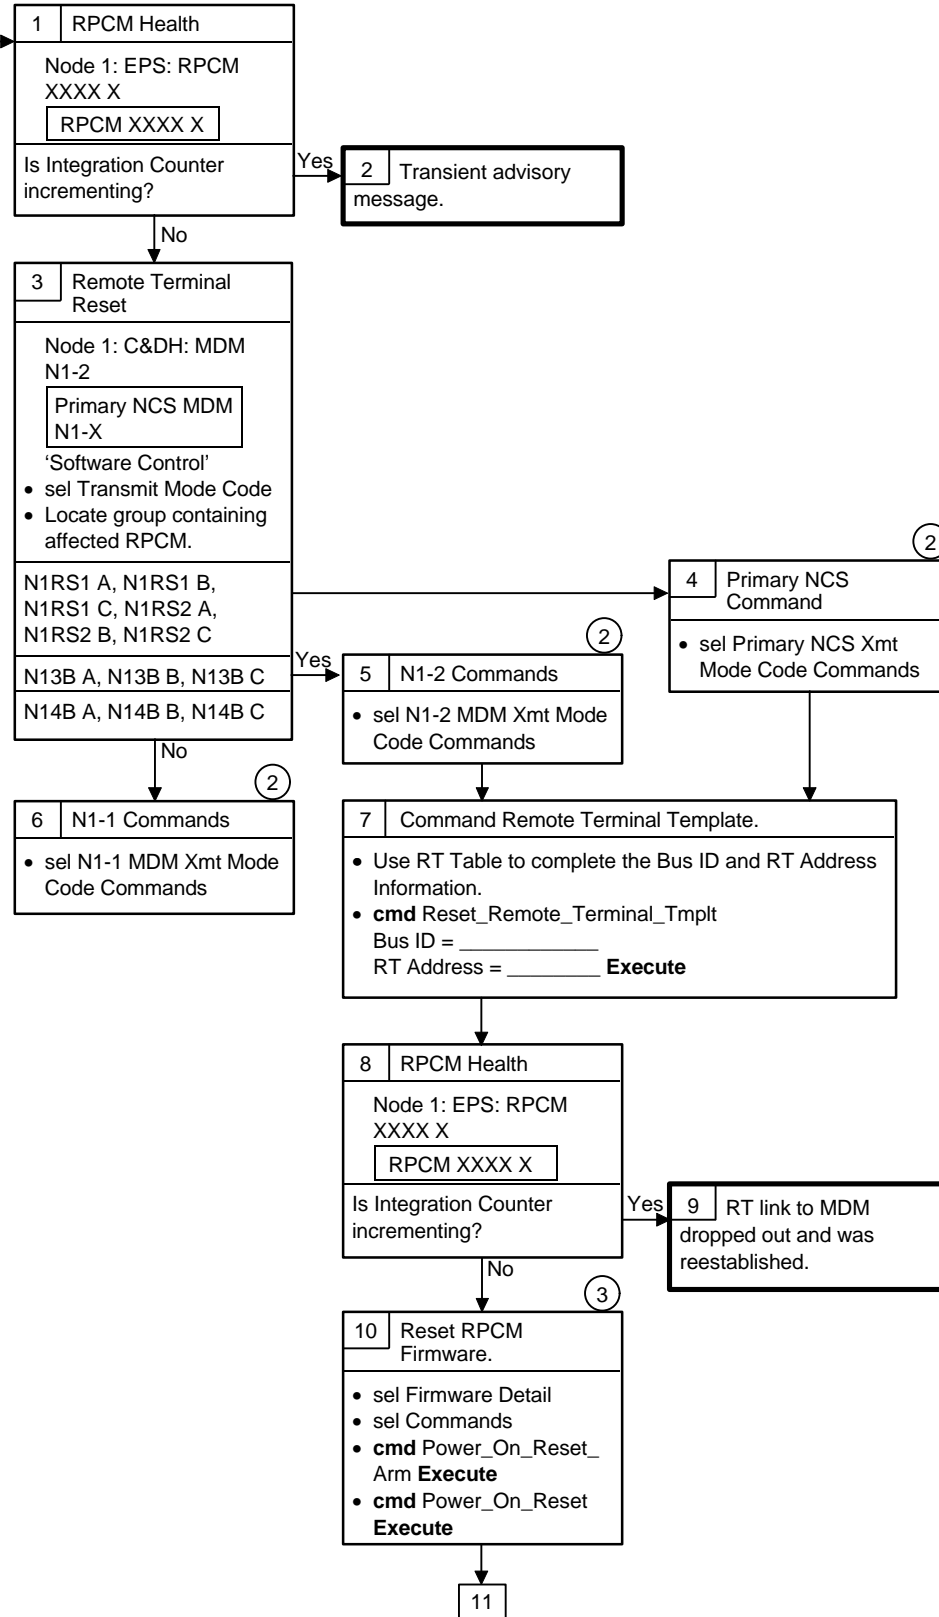 1 RPCM Health
Node 1: EPS: RPCM
XXXX X
RPCM XXXX X
Is Integration Counter
incrementing?
Yes
2 Transient advisory
message.
No
3 Remote Terminal
Reset
Node 1: C&DH: MDM
N1-2
Primary NCS MDM
N1-X
‘Software Control’
• sel Transmit Mode Code
• Locate group containing
affected RPCM.
N1RS1 A, N1RS1 B,
N1RS1 C, N1RS2 A,
N1RS2 B, N1RS2 C
N13B A, N13B B, N13B C
N14B A, N14B B, N14B C
2
4 Primary NCS
Command
• sel Primary NCS Xmt
Mode Code Commands
Yes
2
5 N1-2 Commands
• sel N1-2 MDM Xmt Mode
Code Commands
No
2
6 N1-1 Commands
• sel N1-1 MDM Xmt Mode
Code Commands
7 Command Remote Terminal Template.
• Use RT Table to complete the Bus ID and RT Address
Information.
• cmd Reset_Remote_Terminal_Tmplt
Bus ID = _____________
RT Address = _________ Execute
8 RPCM Health
Node 1: EPS: RPCM
XXXX X
RPCM XXXX X
Is Integration Counter
incrementing?
Yes
9 RT link to MDM
dropped out and was
reestablished.
No
3
10 Reset RPCM
Firmware.
• sel Firmware Detail
• sel Commands
• cmd Power_On_Reset_
Arm Execute
• cmd Power_On_Reset
Execute
11